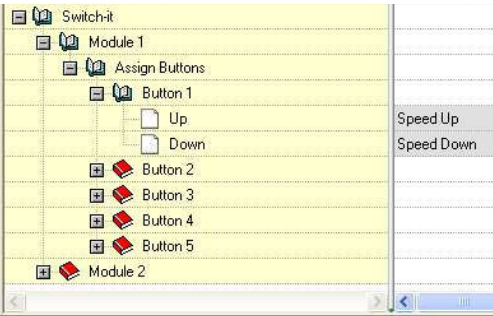 Switch-it
Module 1
Assign Buttons
Button 1
Up Speed Up
Down Speed Down
Button 2
Button 3
Button 4
Button 5
Module 2